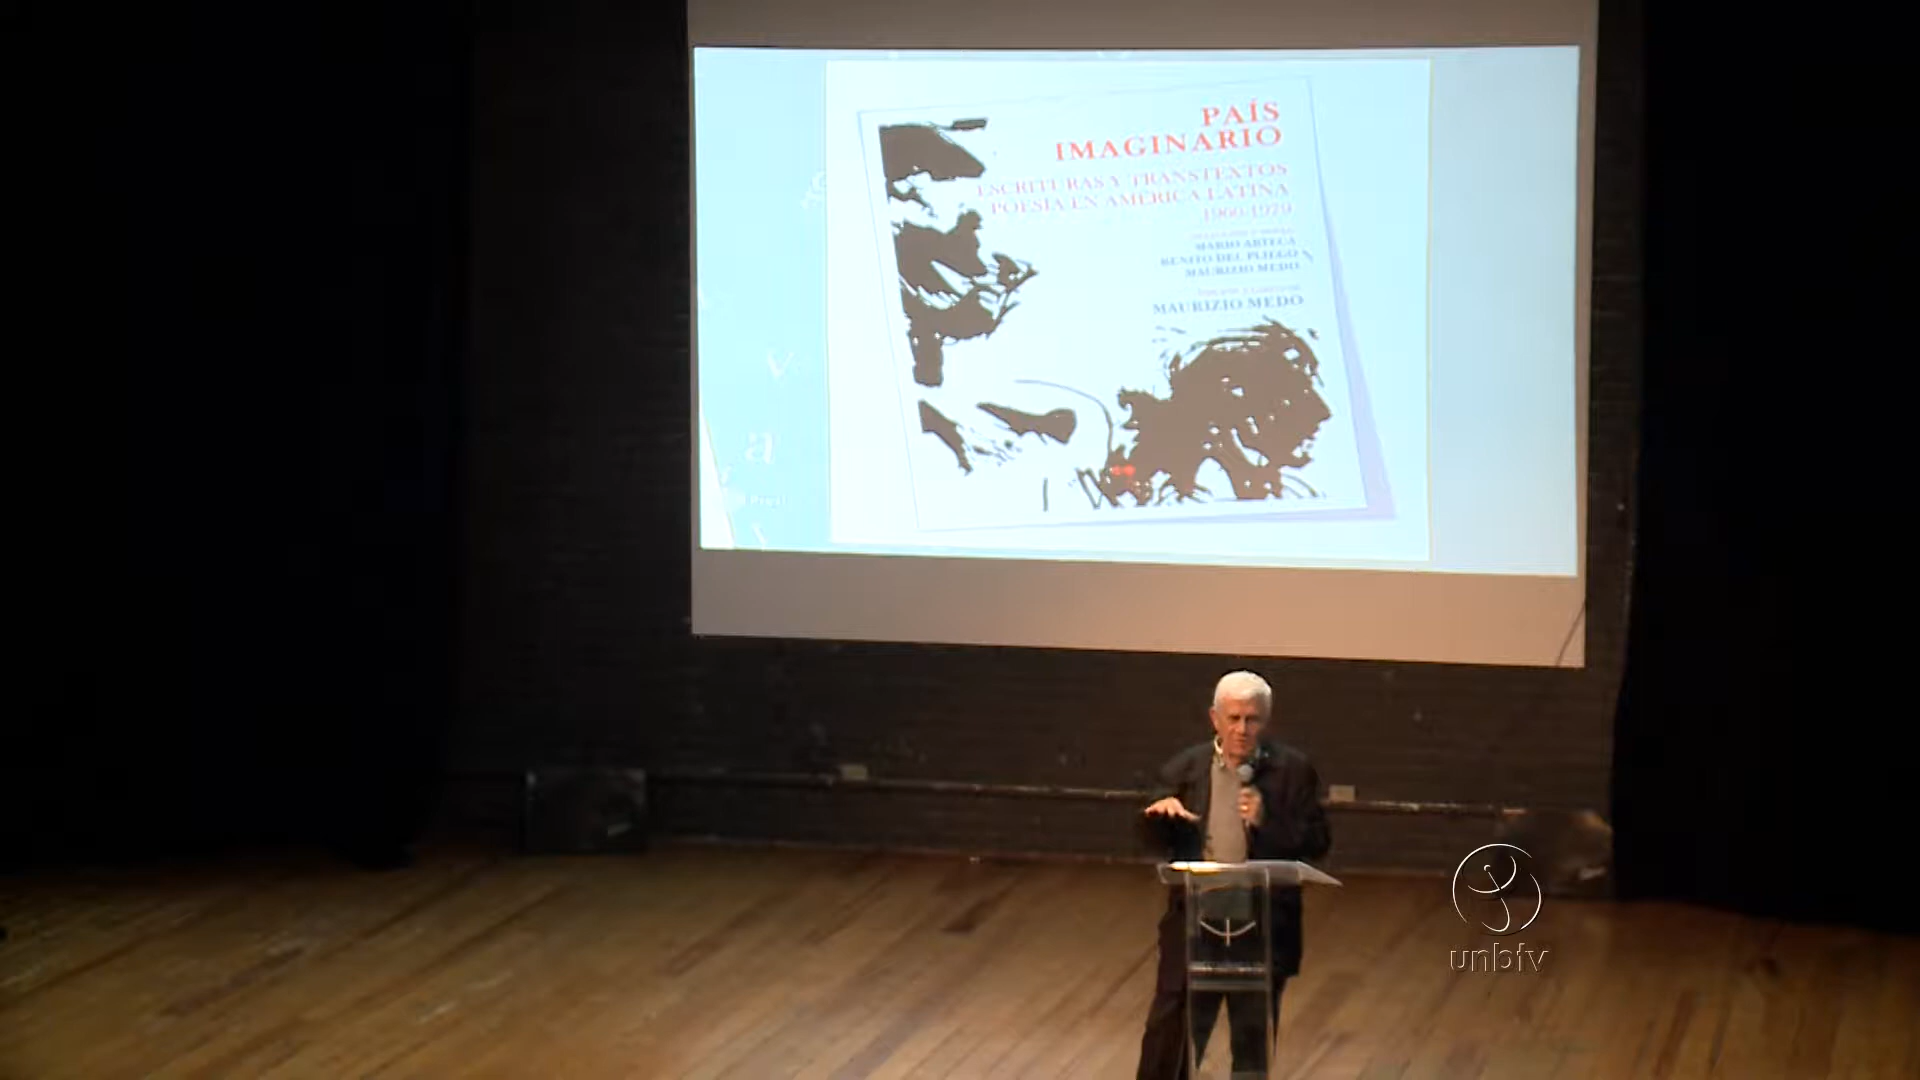 PAÍS
IMAGINARIO
ESCRITURAS Y TRANSTEXTOS
POESÍA EN AMÉRICA LATINA
1960-1979
MARIO ARTECA
BENITO DEL PLIEGO
MAURIZIO MEDO
MAURIZIO MEDO
v
a
unbtv